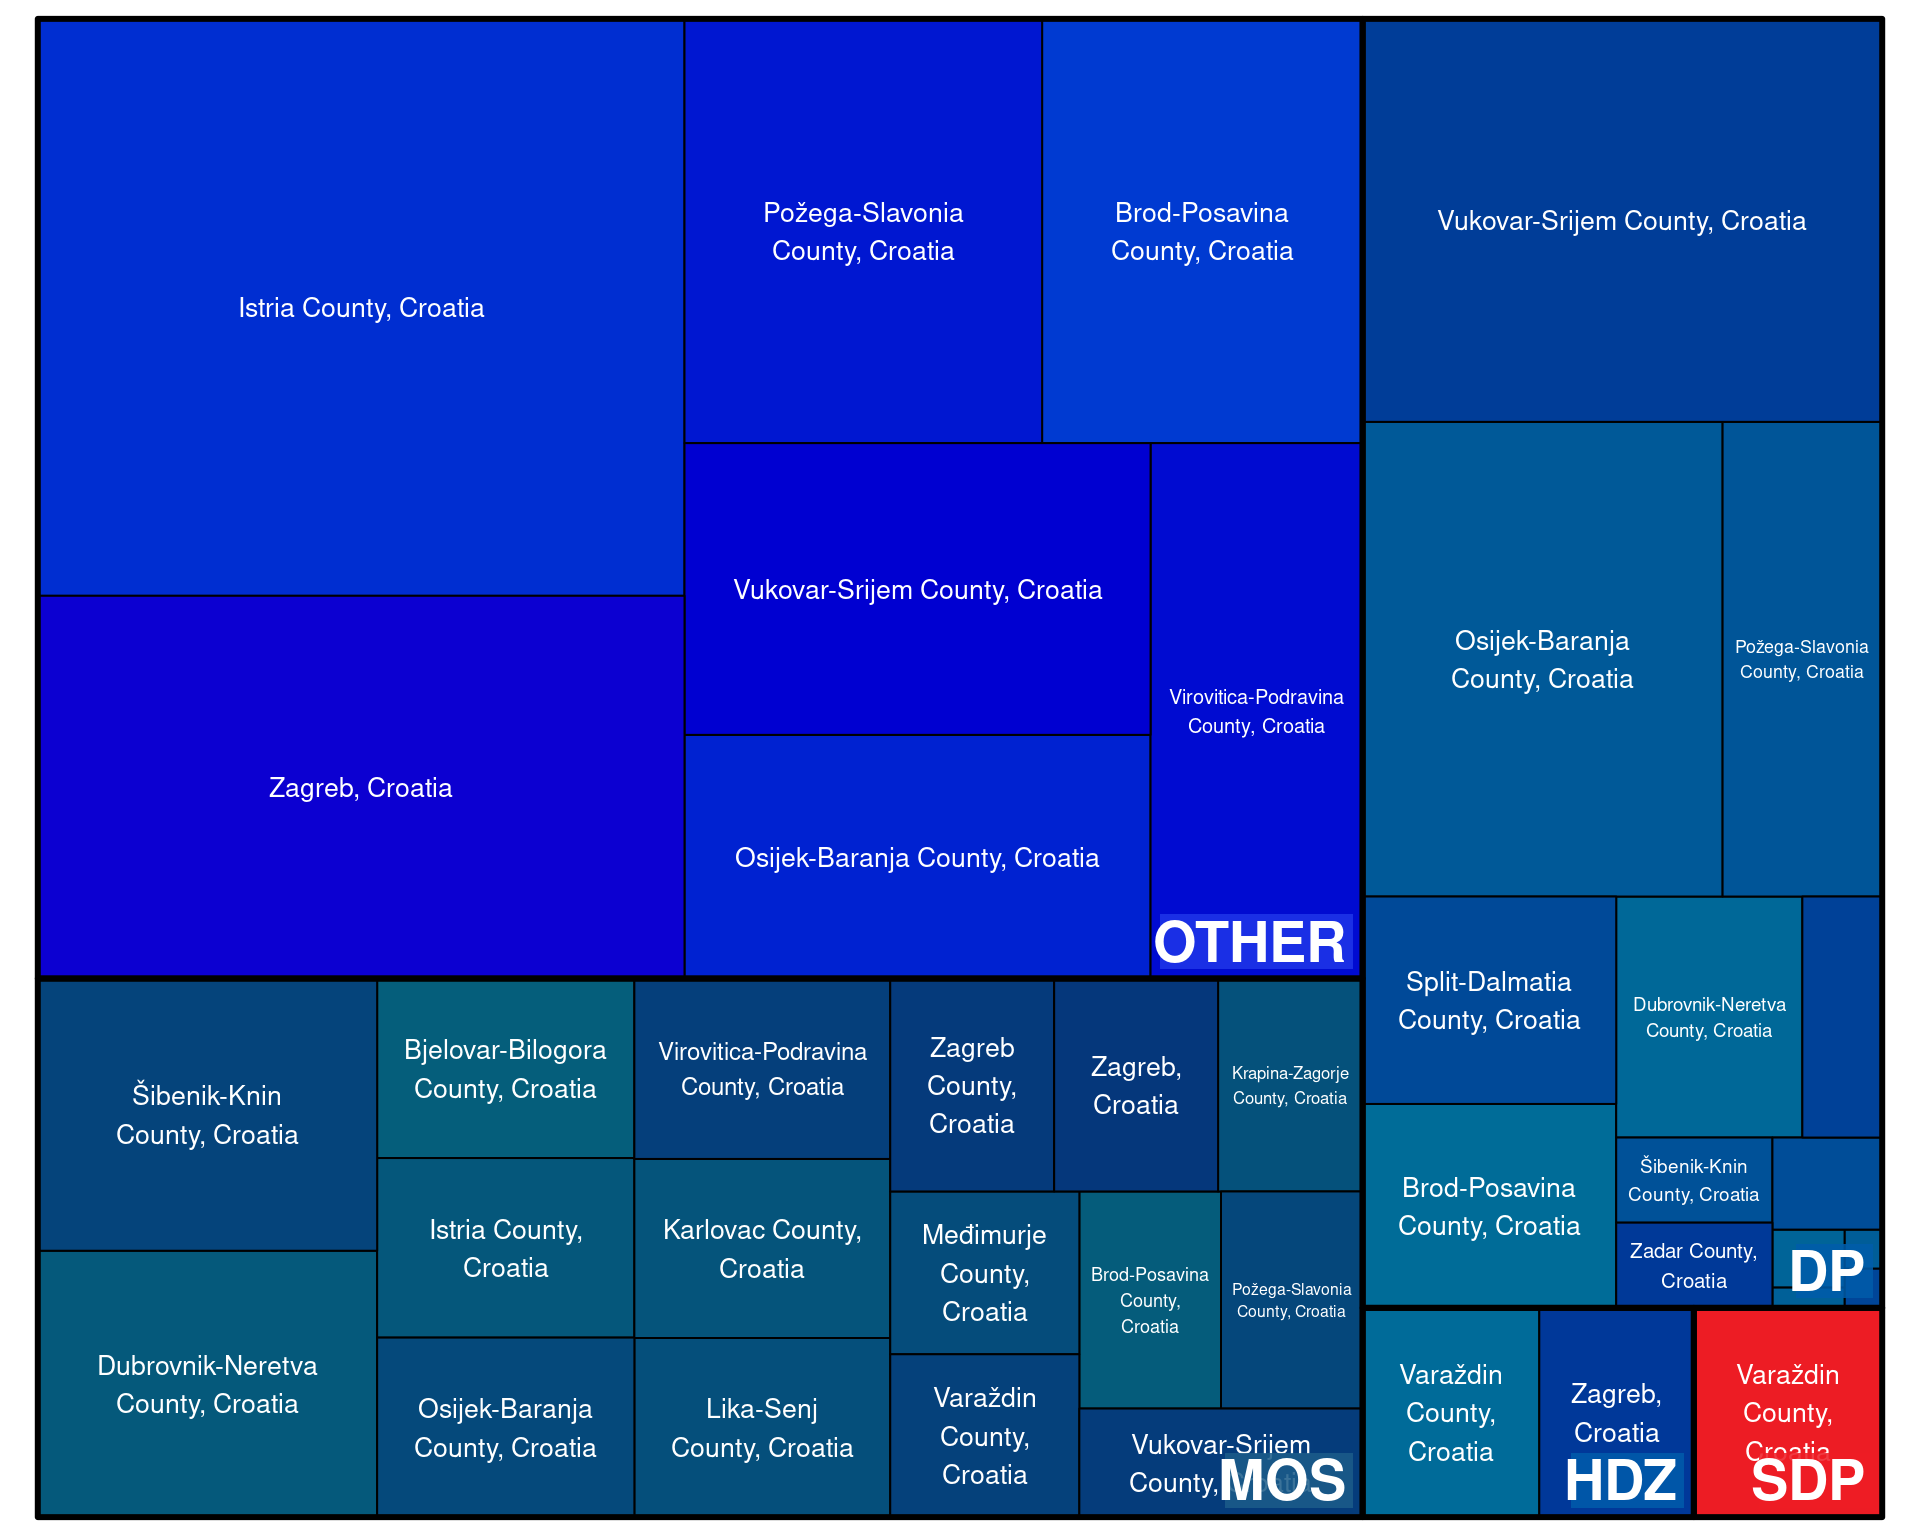 Istria County, Croatia
Zagreb, Croatia
Požega-Slavonia
County, Croatia
Brod-Posavina
County, Croatia
Vukovar-Srijem County, Croatia
Osijek-Baranja County, Croatia
Virovitica-Podravina
County, Croatia
OTHER
Vukovar-Srijem County, Croatia
Osijek-Baranja
County, Croatia
Požega-Slavonia
County, Croatia
Split-Dalmatia
County, Croatia
Dubrovnik-Neretva
County, Croatia
Brod-Posavina
County, Croatia
Šibenik-Knin
County, Croatia
Zadar County,
Croatia
DP
Šibenik-Knin
County, Croatia
Dubrovnik-Neretva
County, Croatia
Bjelovar-Bilogora
County, Croatia
Istria County,
Croatia
Osijek-Baranja
County, Croatia
Virovitica-Podravina
County, Croatia
Karlovac County,
Croatia
Lika-Senj
County, Croatia
Zagreb
County,
Croatia
Zagreb,
Croatia
Krapina-Zagorje
County, Croatia
Međimurje
County,
Croatia
Varaždin
County,
Croatia
Brod-Posavina
County,
Croatia
Požega-Slavonia
County, Croatia
Vukovar-Srijem
County, Croatia
MOS
Varaždin
County,
Croatia
Zagreb,
Croatia
HDZ
Varaždin
County,
Croatia
SDP